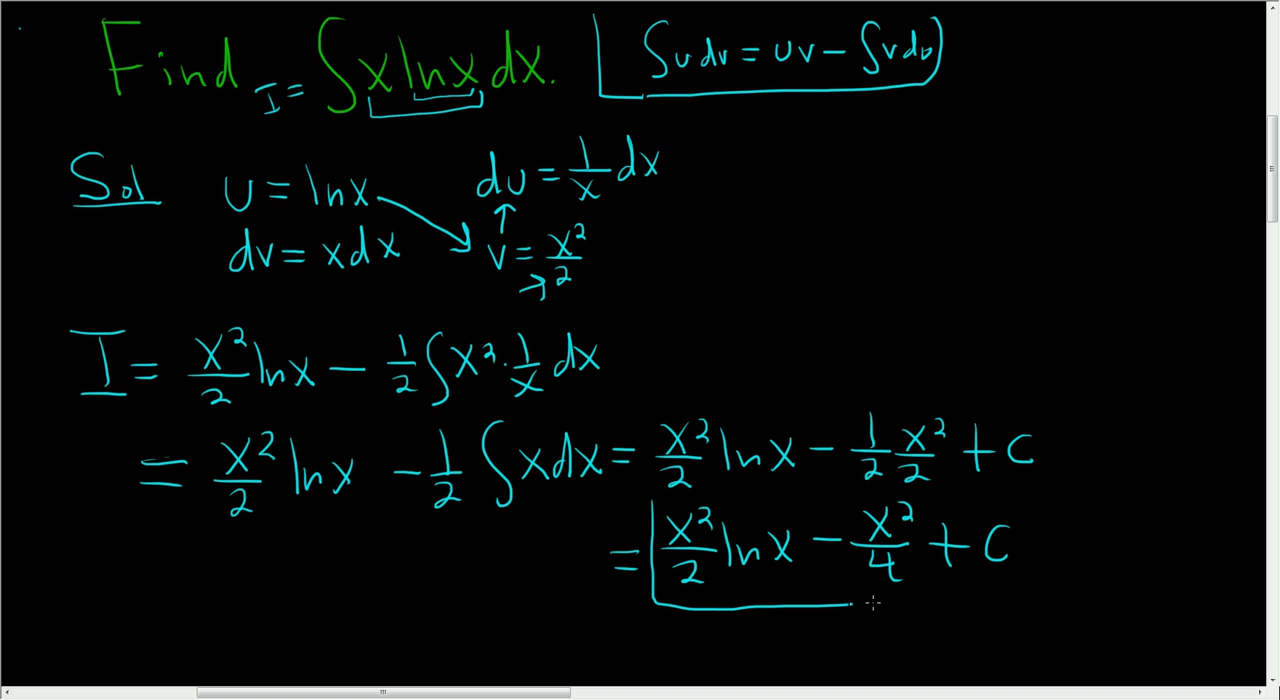 Find I = ∫x ln x dx. ∫u dv = uv − ∫v du
Sol u = ln x du = 1/x dx
dv = x dx v = x²/2
I = x²/2 ln x − 1/2 ∫x² · 1/x dx
= x²/2 ln x − 1/2 ∫x dx = x²/2 ln x − 1/2 x²/2 + C
= x²/2 ln x − x²/4 + C